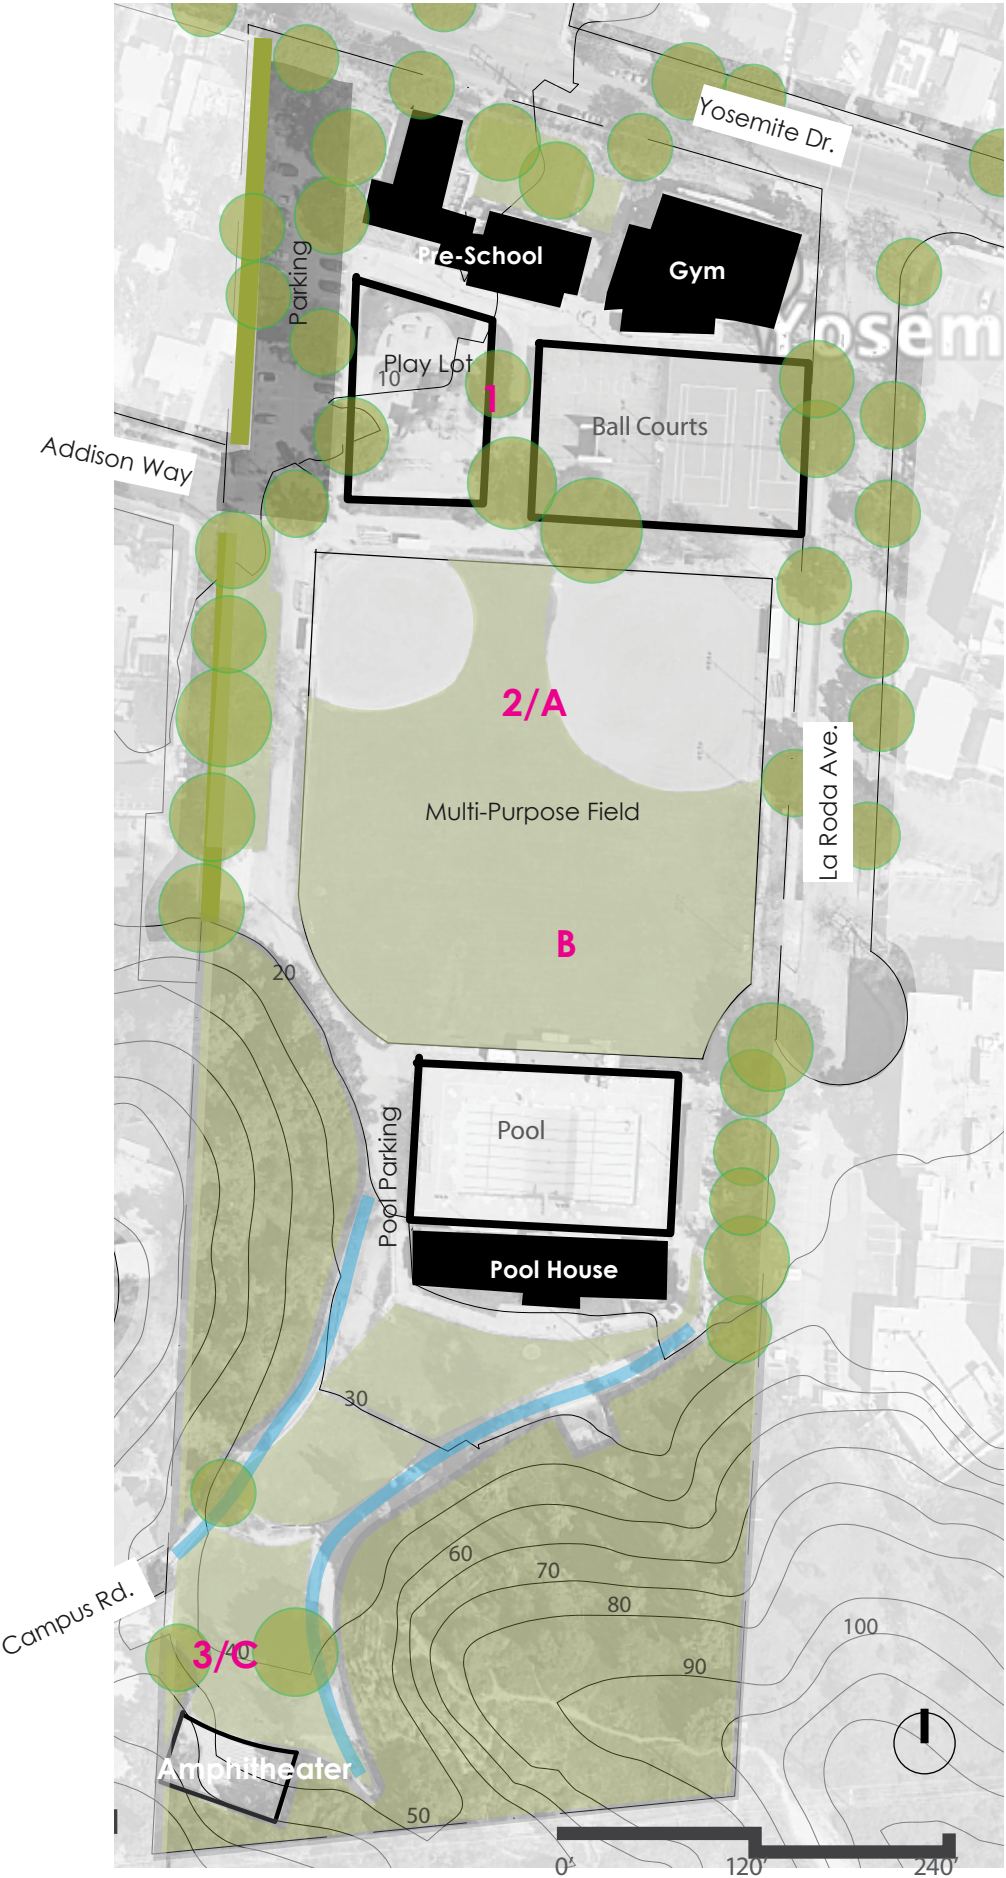 Yosemite Dr.
Pre-School
Gym
Parking
Yosem
Play Lot
10
1
Ball Courts
Addison Way
2/A
La Roda Ave.
Multi-Purpose Field
B
20
Pool Parking
Pool
Pool House
30
60
70
80
Campus Rd.
100
3/C
40
90
Amphitheater
50
0'
120'
240'